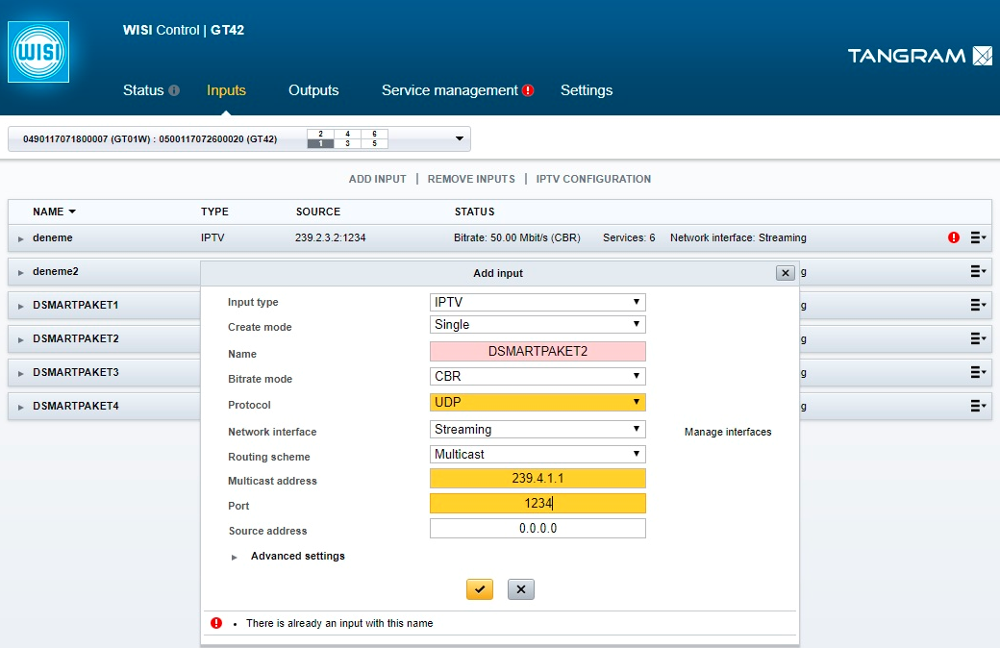 WISI
WISI Control | GT42
TANGRAM
Status Inputs Outputs Service management Settings
0490117071800007 (GT01W) : 0500117072600020 (GT42) 2 4 6
1 3 5
ADD INPUT | REMOVE INPUTS | IPTV CONFIGURATION
NAME TYPE SOURCE STATUS
deneme IPTV 239.2.3.2:1234 Bitrate: 50.00 Mbit/s (CBR) Services: 6 Network interface: Streaming
deneme2 g
DSMARTPAKET1 g
DSMARTPAKET2 g
DSMARTPAKET3 g
DSMARTPAKET4 g
Add input
Input type IPTV
Create mode Single
Name DSMARTPAKET2
Bitrate mode CBR
Protocol UDP
Network interface Streaming Manage interfaces
Routing scheme Multicast
Multicast address 239.4.1.1
Port 1234
Source address 0.0.0.0
Advanced settings
• There is already an input with this name